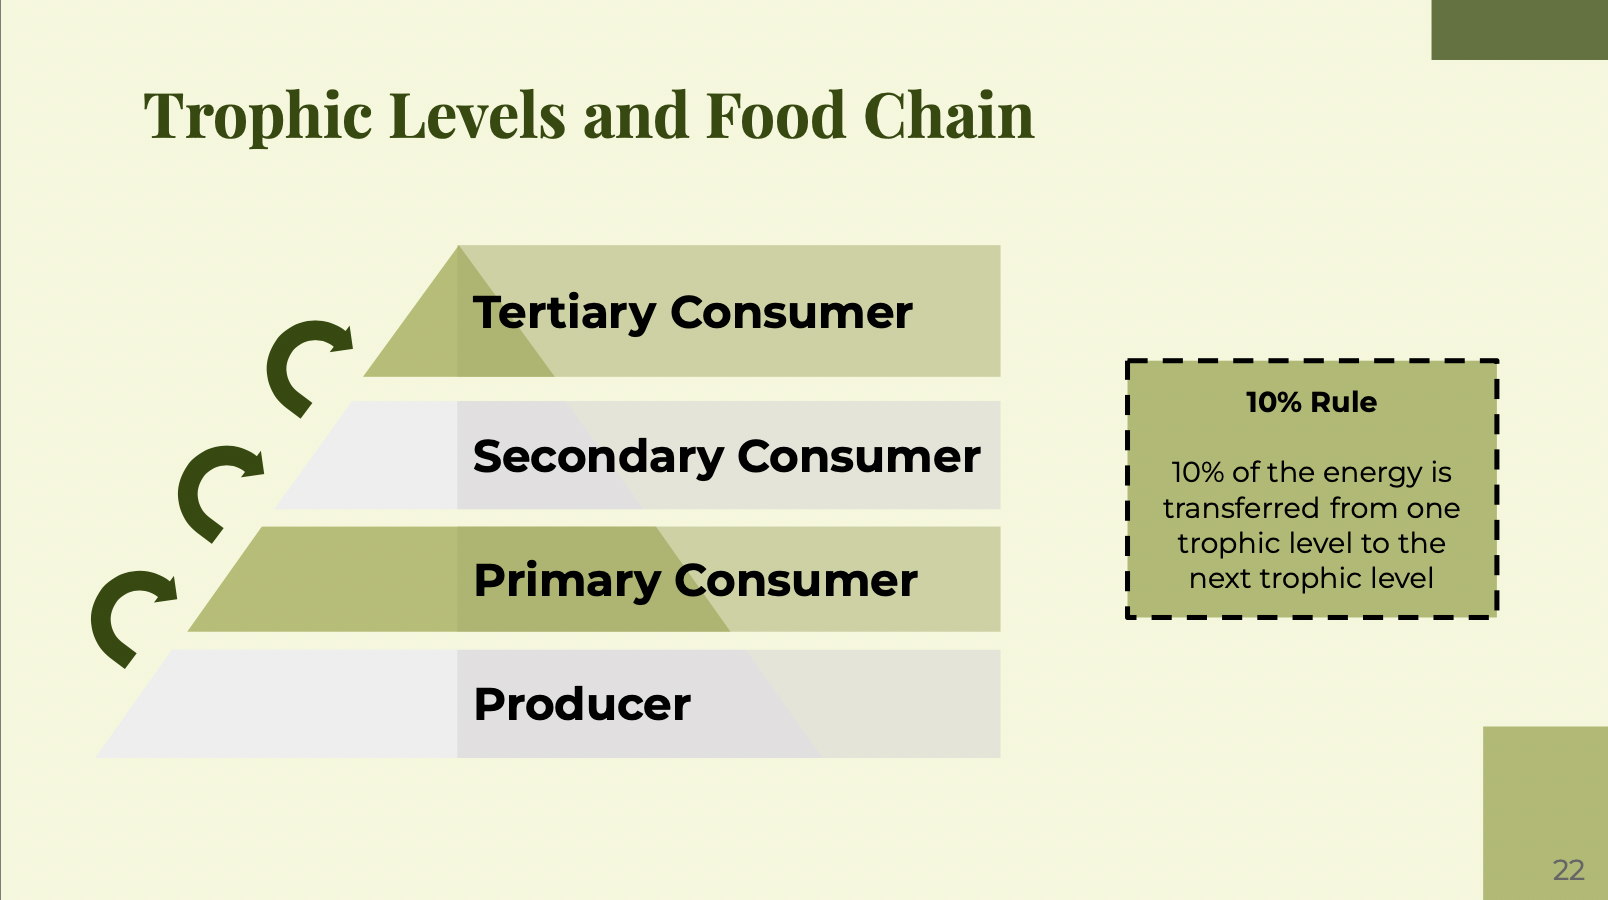 Trophic Levels and Food Chain
Tertiary Consumer
Secondary Consumer
Primary Consumer
Producer
10% Rule
10% of the energy is
transferred from one
trophic level to the
next trophic level
22